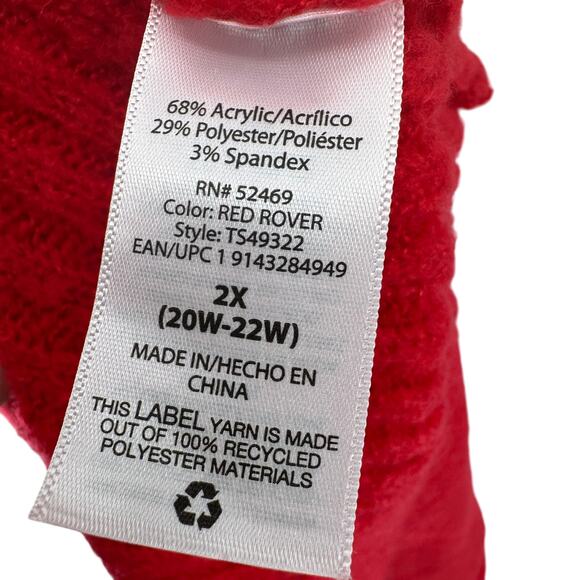 68% Acrylic/Acrílico
29% Polyester/Poliéster
3% Spandex
RN# 52469
Color: RED ROVER
Style: TS49322
EAN/UPC 1 9143284949
2X
(20W-22W)
MADE IN/HECHO EN
CHINA
THIS LABEL YARN IS MADE
OUT OF 100% RECYCLED
POLYESTER MATERIALS